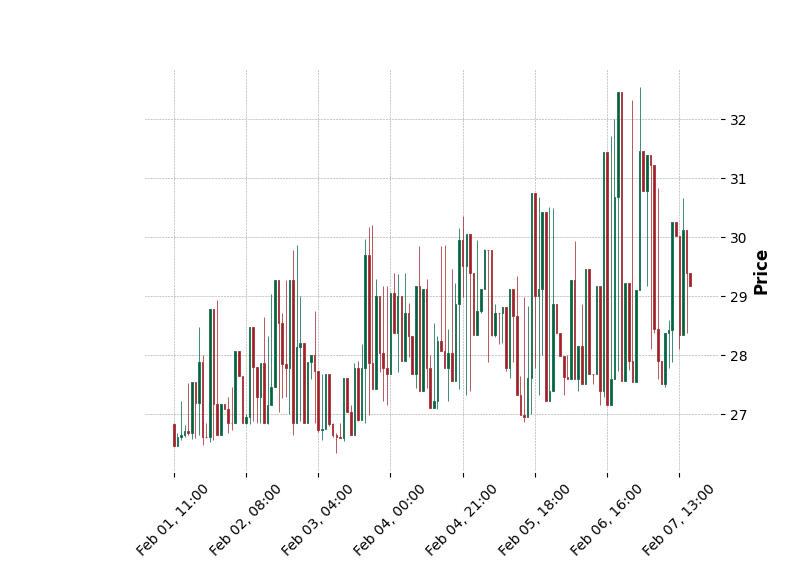 32
31
30
29
28
27
Price
Feb 01, 11:00
Feb 02, 08:00
Feb 03, 04:00
Feb 04, 00:00
Feb 04, 21:00
Feb 05, 18:00
Feb 06, 16:00
Feb 07, 13:00